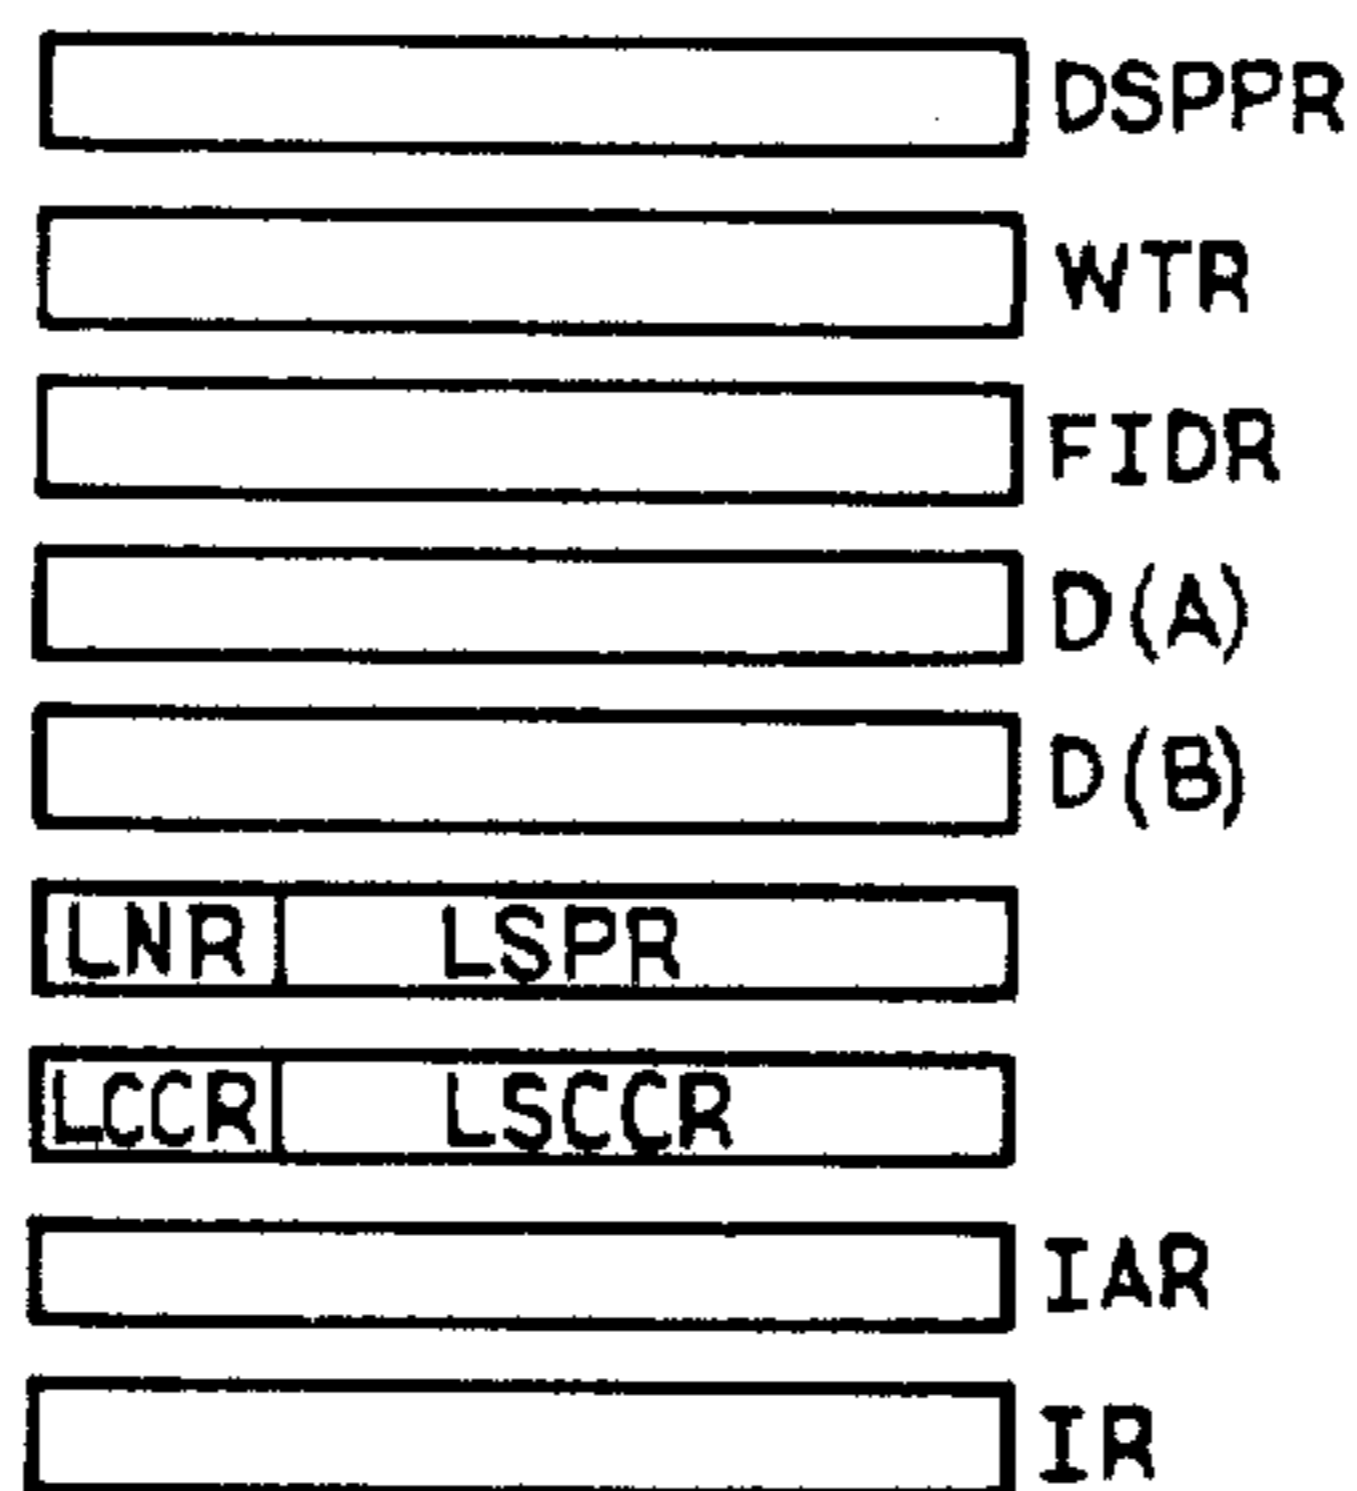 DSPPR
WTR
FIDR
D(A)
D(B)
LNR LSPR
LCCR LSCCR
IAR
IR